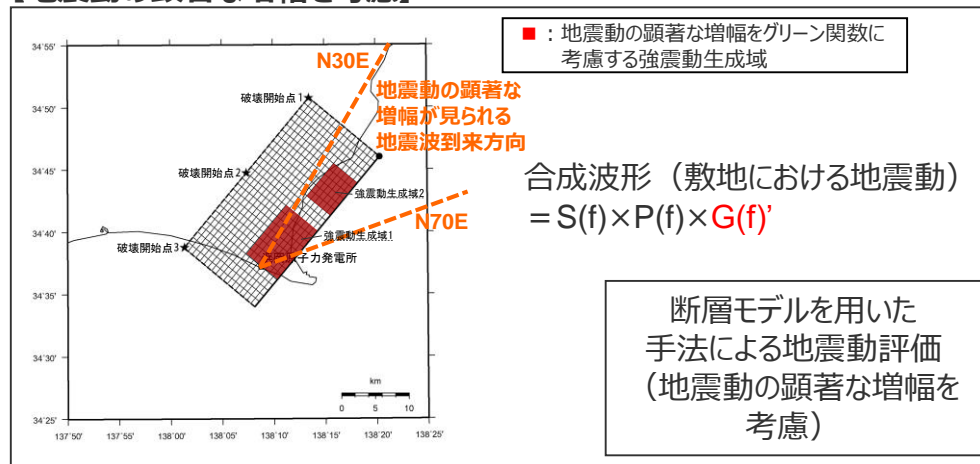 ■：地震動の顕著な増幅をグリーン関数に
考慮する強震動生成域
34°55'
34°50'
34°45'
34°40'
34°35'
34°30'
34°25'
137°50'
137°55'
138°00'
138°05'
138°10'
138°15'
138°20'
138°25'
N30E
地震動の顕著な
増幅が見られる
地震波到来方向
破壊開始点1
破壊開始点2
破壊開始点3
強震動生成域2
N70E
強震動生成域1
子力発電所
km
0 5 10
合成波形（敷地における地震動）
＝S(f)×P(f)×G(f)’
断層モデルを用いた
手法による地震動評価
（地震動の顕著な増幅を
考慮）